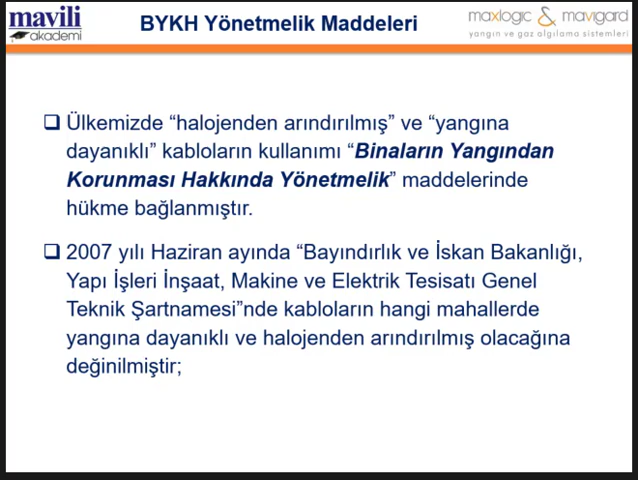 mavili
akademi
BYKH Yönetmelik Maddeleri
maxlogic & mavigard
yangın ve gaz algılama sistemleri
Ülkemizde “halojenden arındırılmış” ve “yangına
dayanıklı” kabloların kullanımı “Binaların Yangından
Korunması Hakkında Yönetmelik” maddelerinde
hükme bağlanmıştır.
2007 yılı Haziran ayında “Bayındırlık ve İskan Bakanlığı,
Yapı İşleri İnşaat, Makine ve Elektrik Tesisatı Genel
Teknik Şartnamesi”nde kabloların hangi mahallerde
yangına dayanıklı ve halojenden arındırılmış olacağına
değinilmiştir;